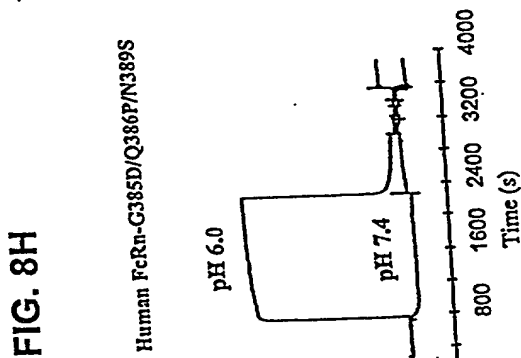 FIG. 8H
Human FcRn-G385D/Q386P/N389S
pH 6.0
pH 7.4
800 1600 2400 3200 4000
Time (s)